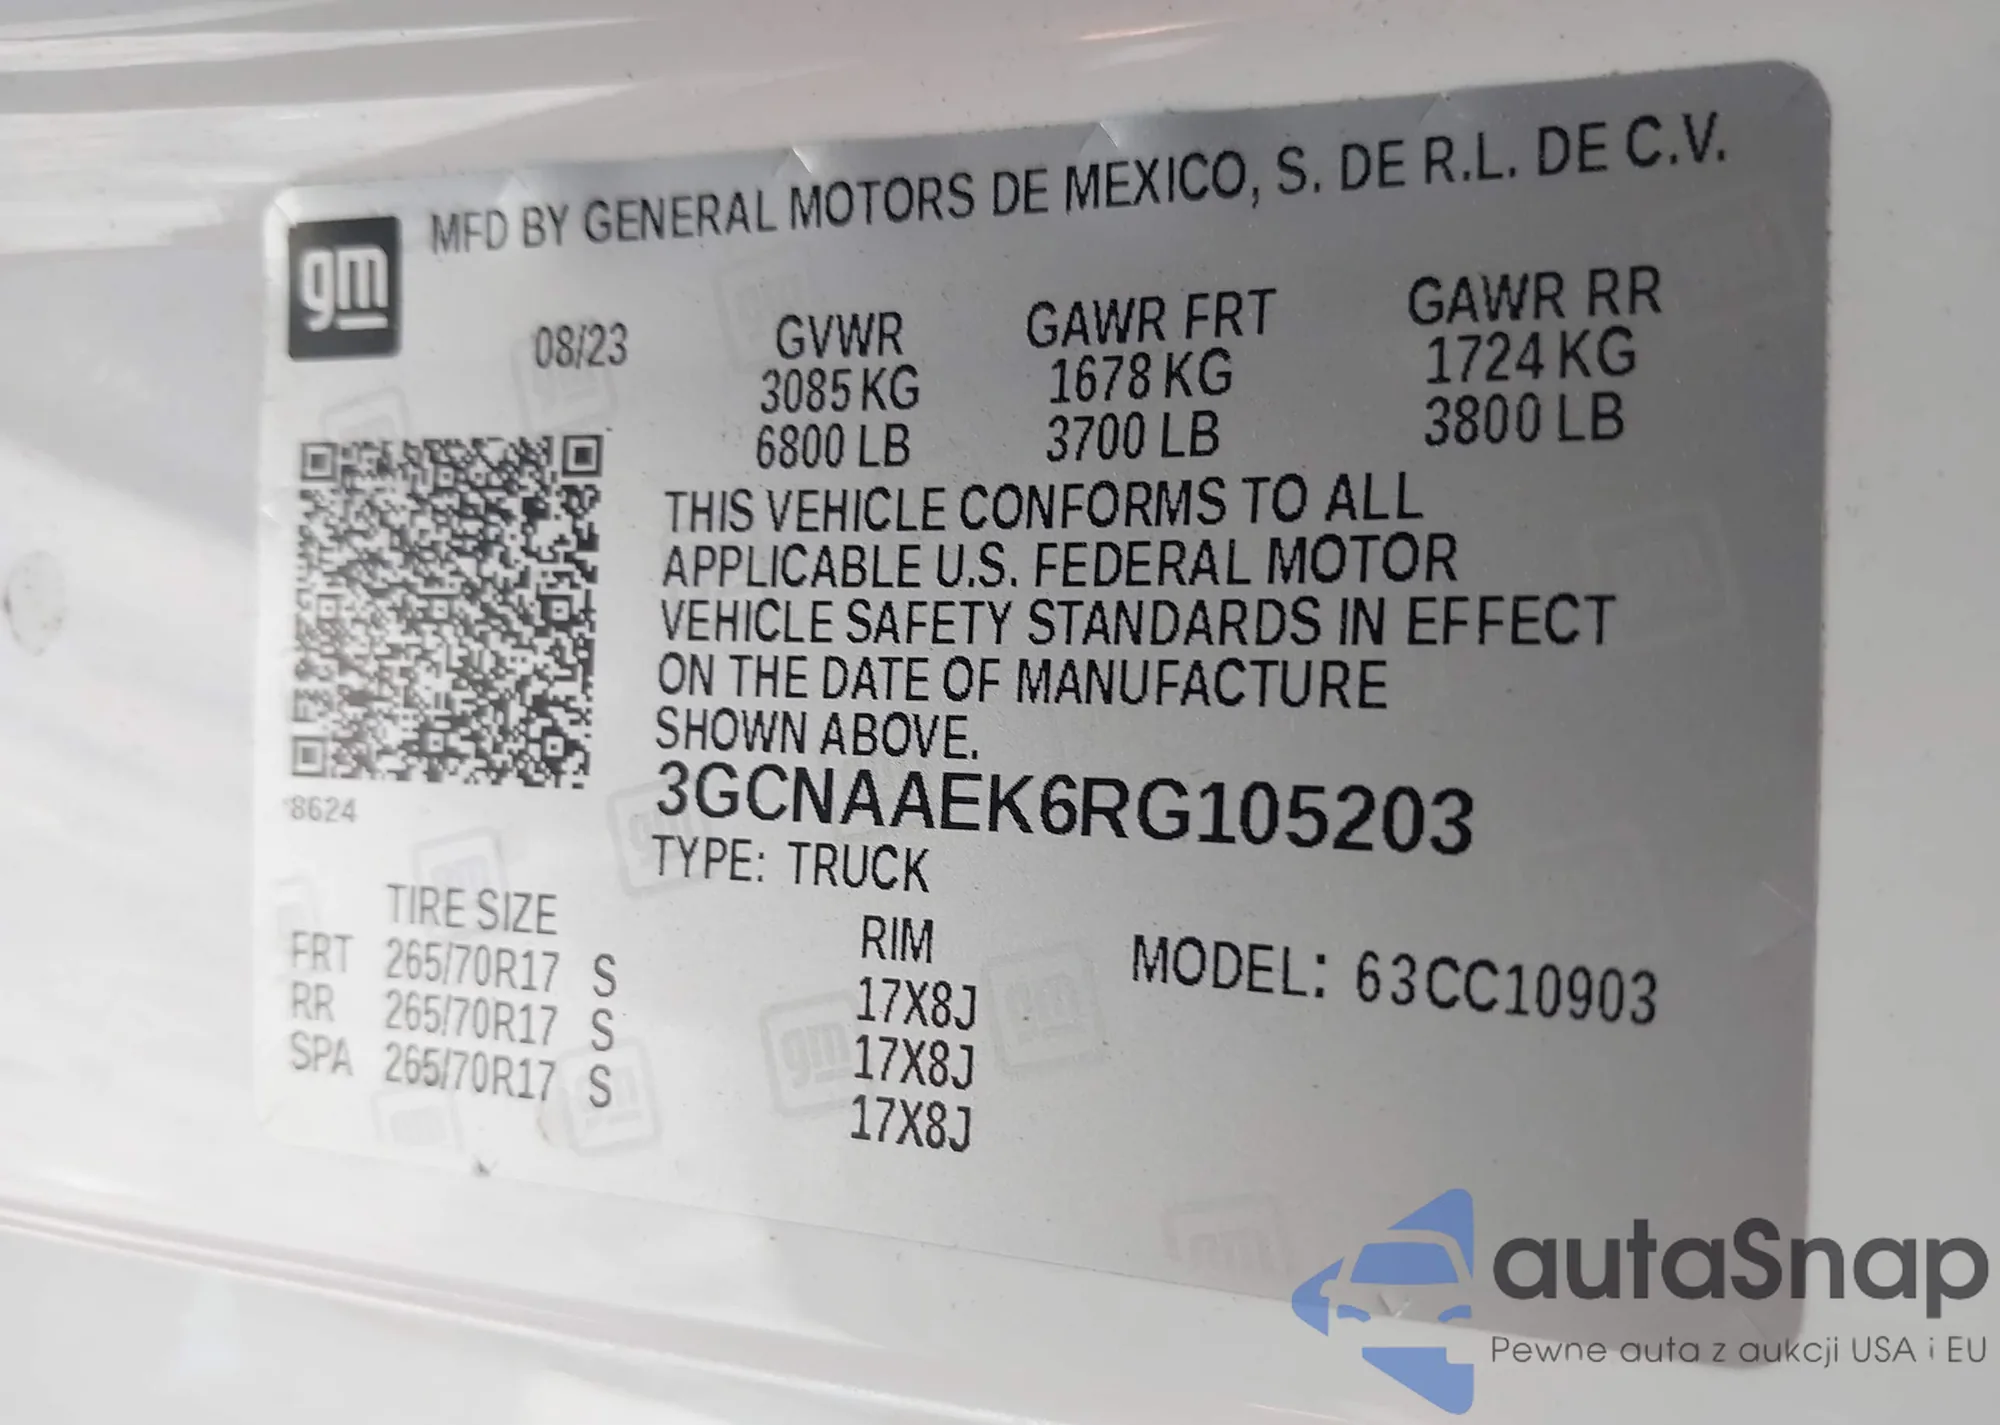 MFD BY GENERAL MOTORS DE MEXICO, S. DE R.L. DE C.V.
gm
08/23
GVWR
3085 KG
6800 LB
GAWR FRT
1678 KG
3700 LB
GAWR RR
1724 KG
3800 LB
THIS VEHICLE CONFORMS TO ALL
APPLICABLE U.S. FEDERAL MOTOR
VEHICLE SAFETY STANDARDS IN EFFECT
ON THE DATE OF MANUFACTURE
SHOWN ABOVE.
3GCNAAEK6RG105203
8624
TYPE: TRUCK
TIRE SIZE
FRT 265/70R17 S
RR 265/70R17 S
SPA 265/70R17 S
RIM
17X8J
17X8J
17X8J
MODEL: 63CC10903
autaSnap
Pewne auta z aukcji USA i EU